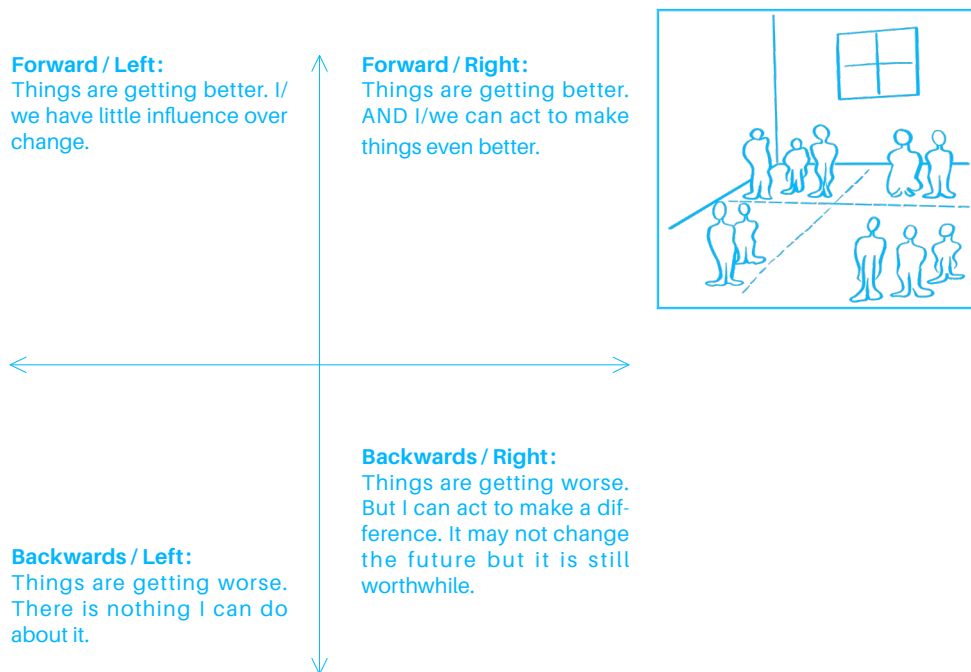 Forward / Left:
Things are getting better. I/
we have little influence over
change.
Forward / Right:
Things are getting better.
AND I/we can act to make
things even better.
Backwards / Left:
Things are getting worse.
There is nothing I can do
about it.
Backwards / Right:
Things are getting worse.
But I can act to make a dif-
ference. It may not change
the future but it is still
worthwhile.